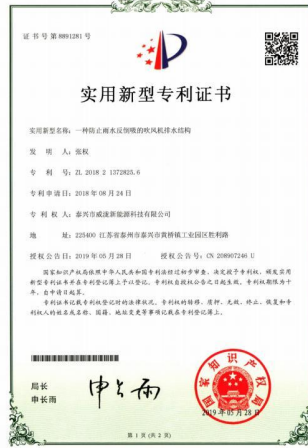 证书号第8891281号
实用新型专利证书
实用新型名称：一种防止雨水反倒吸的吹风机排水结构
发 明 人：张权
专 利 号：ZL 2018 2 1372825.6
专利申请日：2018年08月24日
专 利 权 人：泰兴市威泷新能源科技有限公司
地 址：225400 江苏省泰州市泰兴市黄桥镇工业园区胜利路
授权公告日：2019年05月28日 授权公告号：CN 208907246 U
国家知识产权局依照中华人民共和国专利法经过初步审查，决定授予专利权，颁发实用
新型专利证书并在专利登记簿上予以登记。专利权自授权公告之日起生效。专利权期限为十
年，自申请日起算。
专利证书记载专利权登记时的法律状况。专利权的转移、质押、无效、终止、恢复和专
利权人的姓名或名称、国籍、地址变更等事项记载在专利登记簿上。
局长
申长雨
申长雨
国家知识产权局
2019年05月28日
第 1 页（共 2 页）